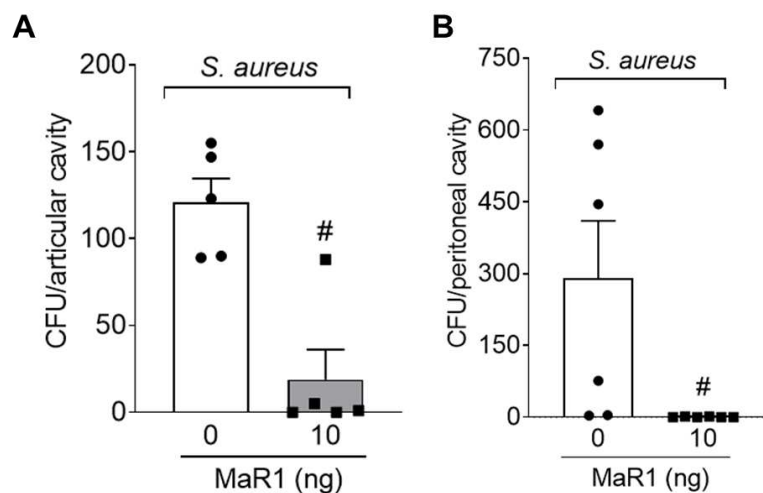 A
S. aureus
CFU/articular cavity
200
150
100
50
0
#
0 10
MaR1 (ng)
B
S. aureus
CFU/peritoneal cavity
750
600
450
300
150
0
#
0 10
MaR1 (ng)